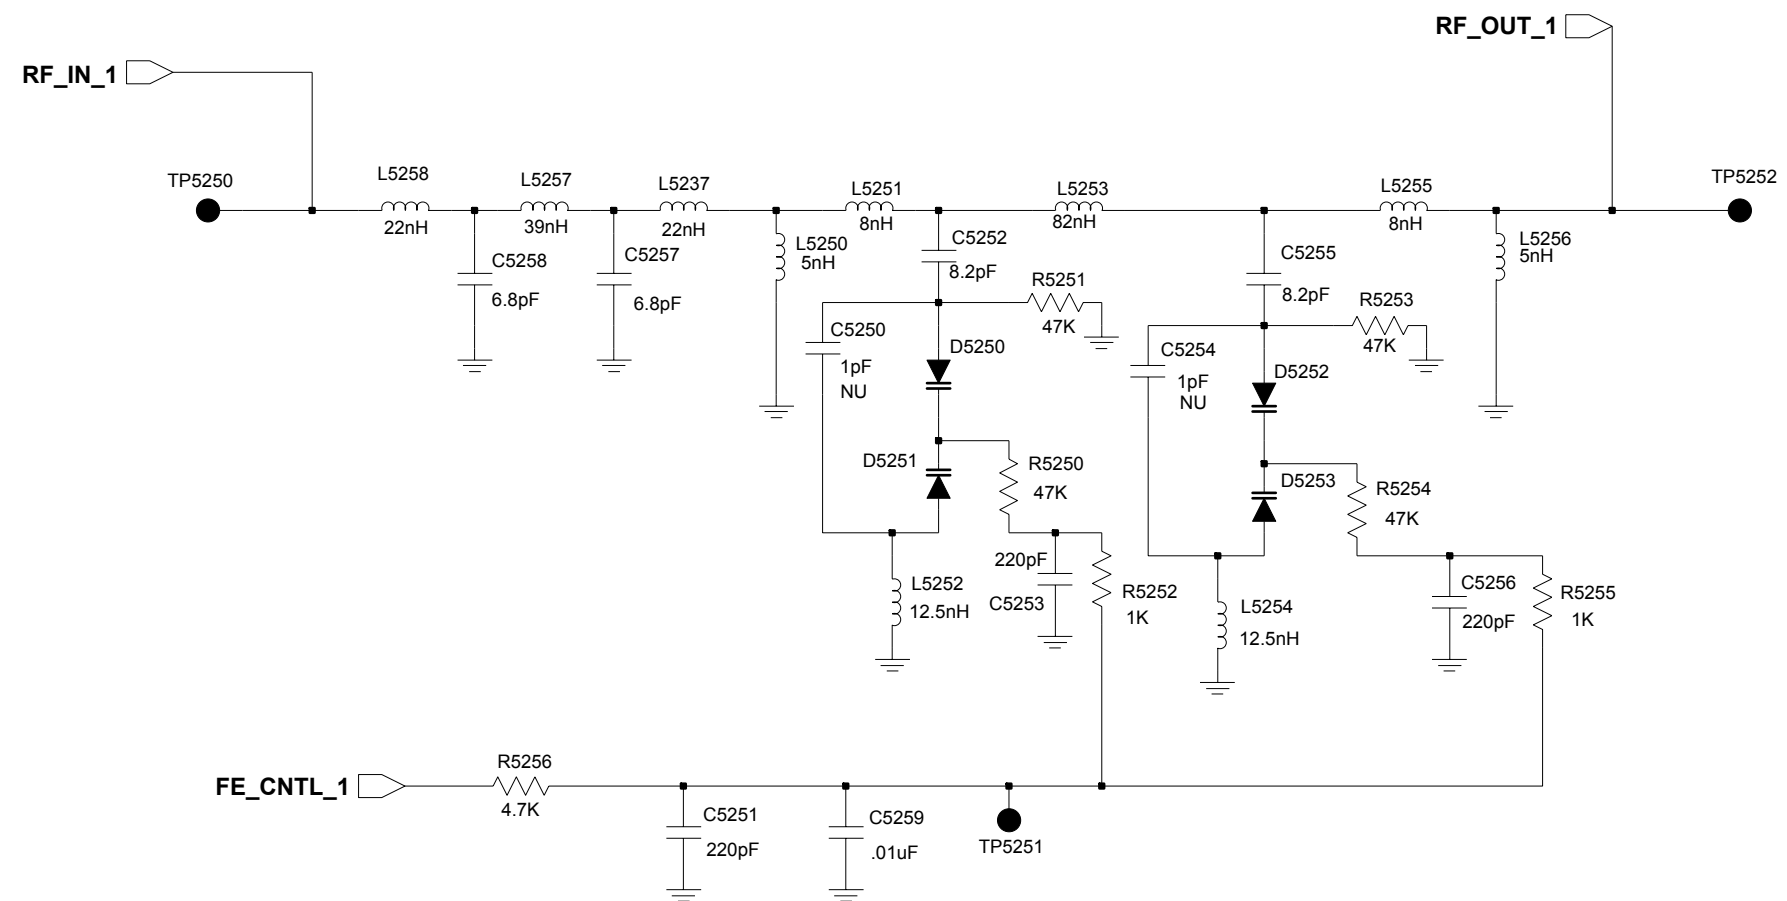 RF_OUT_1
RF_IN_1
TP5250
L5258
22nH
L5257
39nH
L5237
22nH
L5251
8nH
L5253
82nH
L5255
8nH
TP5252
C5258
6.8pF
C5257
6.8pF
L5250
5nH
C5252
8.2pF
C5255
8.2pF
L5256
5nH
R5251
47K
R5253
47K
C5250
1pF
NU
D5250
C5254
1pF
NU
D5252
D5251
R5250
47K
D5253
R5254
47K
L5252
12.5nH
220pF
C5253
R5252
1K
L5254
12.5nH
C5256
220pF
R5255
1K
FE_CNTL_1
R5256
4.7K
C5251
220pF
C5259
.01uF
TP5251